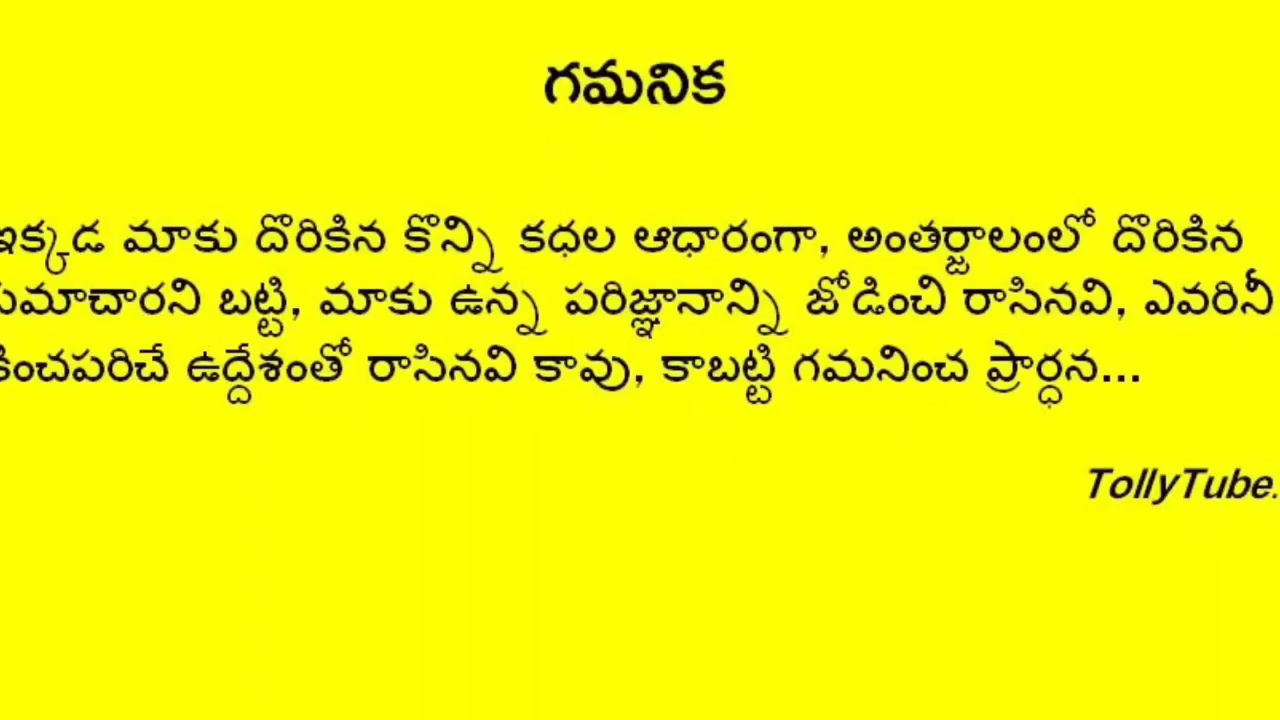 గమనిక
ఇక్కడ మాకు దొరికిన కొన్ని కధల ఆధారంగా, అంతర్జాలంలో దొరికిన
సమాచారని బట్టి, మాకు ఉన్న పరిజ్ఞానాన్ని జోడించి రాసినవి, ఎవరినీ
కించపరిచే ఉద్దేశంతో రాసినవి కావు, కాబట్టి గమనించ ప్రార్ధన...
TollyTube.